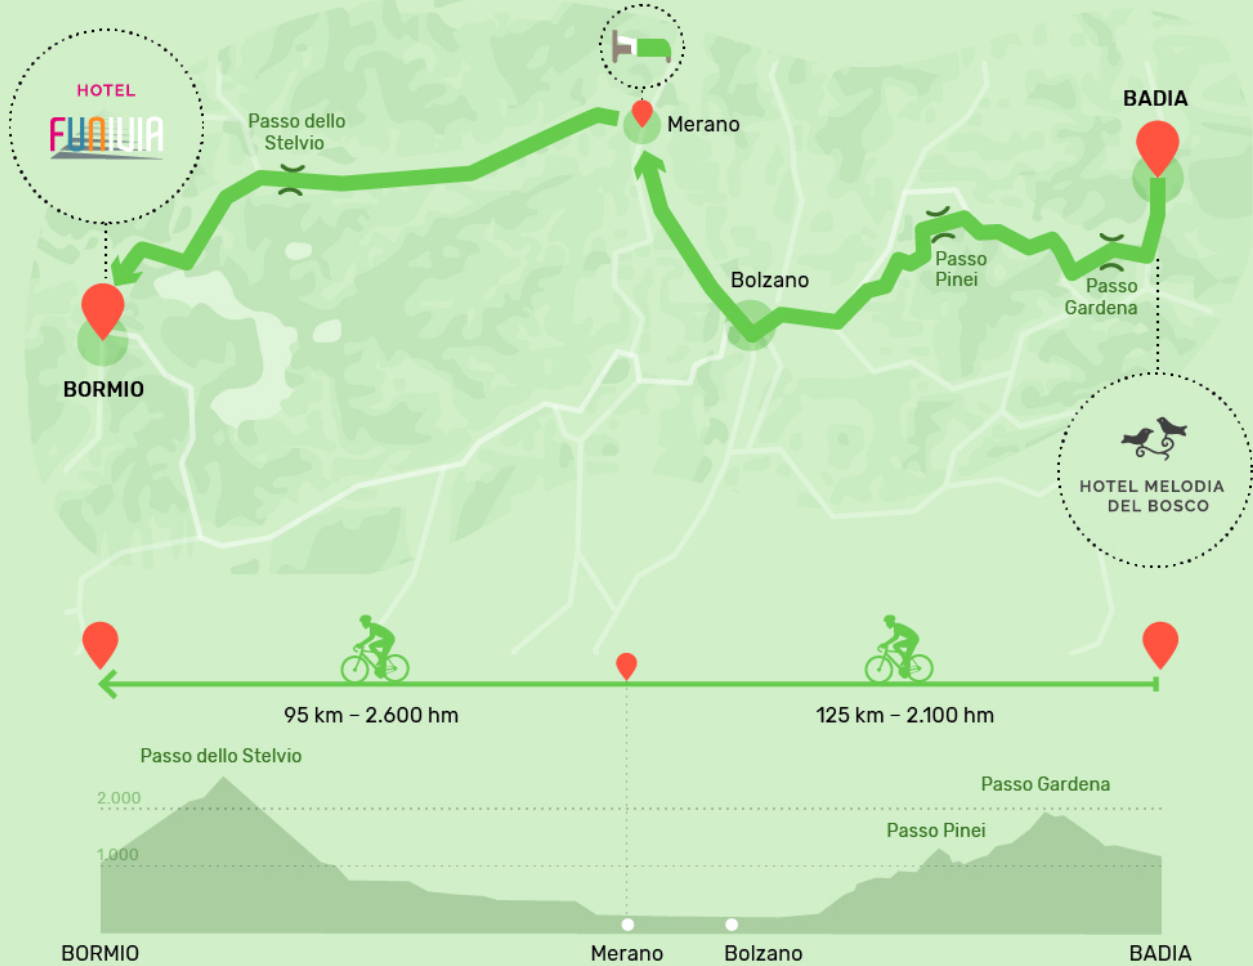 HOTEL
FUNIVIA
Passo dello
Stelvio
Merano
BADIA
Bolzano
Passo
Pinei
Passo
Gardena
BORMIO
HOTEL MELODIA
DEL BOSCO
95 km – 2.600 hm
125 km – 2.100 hm
Passo dello Stelvio
Passo Gardena
2.000
Passo Pinei
1.000
BORMIO
Merano
Bolzano
BADIA